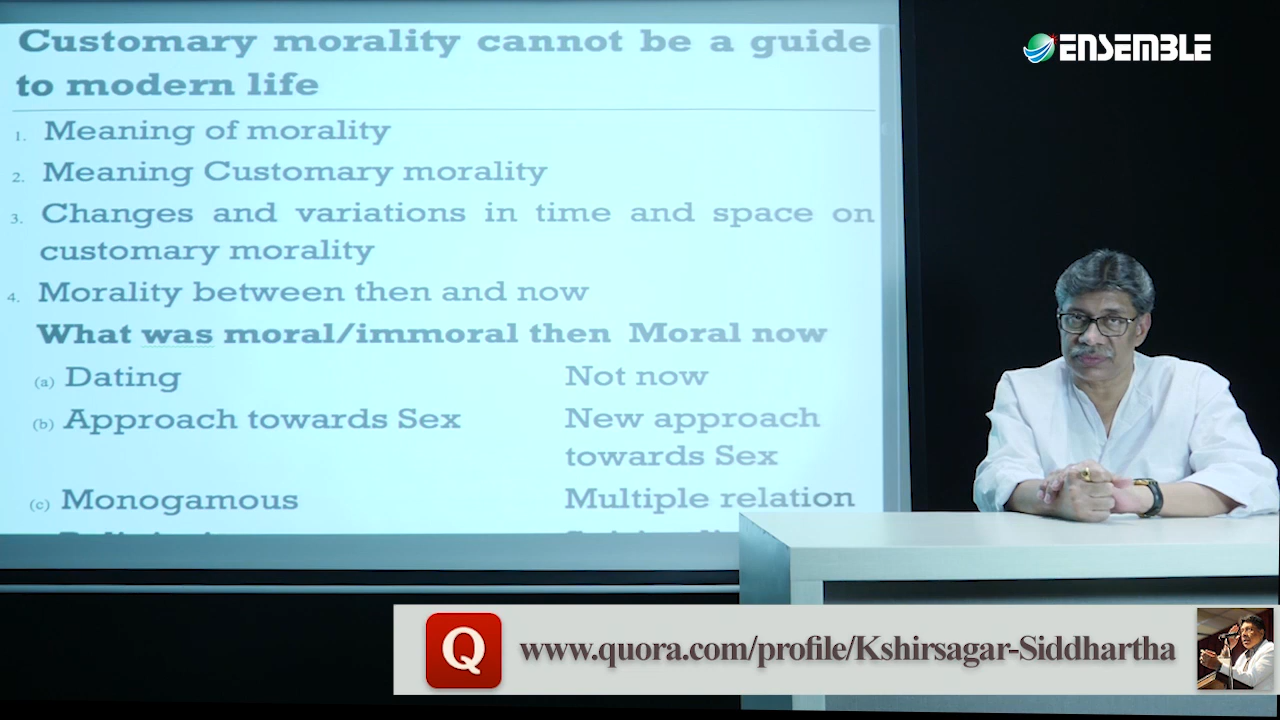 Customary morality cannot be a guide
to modern life
1. Meaning of morality
2. Meaning Customary morality
3. Changes and variations in time and space on
customary morality
4. Morality between then and now
What was moral/immoral then Moral now
(a) Dating Not now
(b) Approach towards Sex New approach
towards Sex
(c) Monogamous Multiple relation
ENSEMBLE
Q www.quora.com/profile/Kshirsagar-Siddhartha